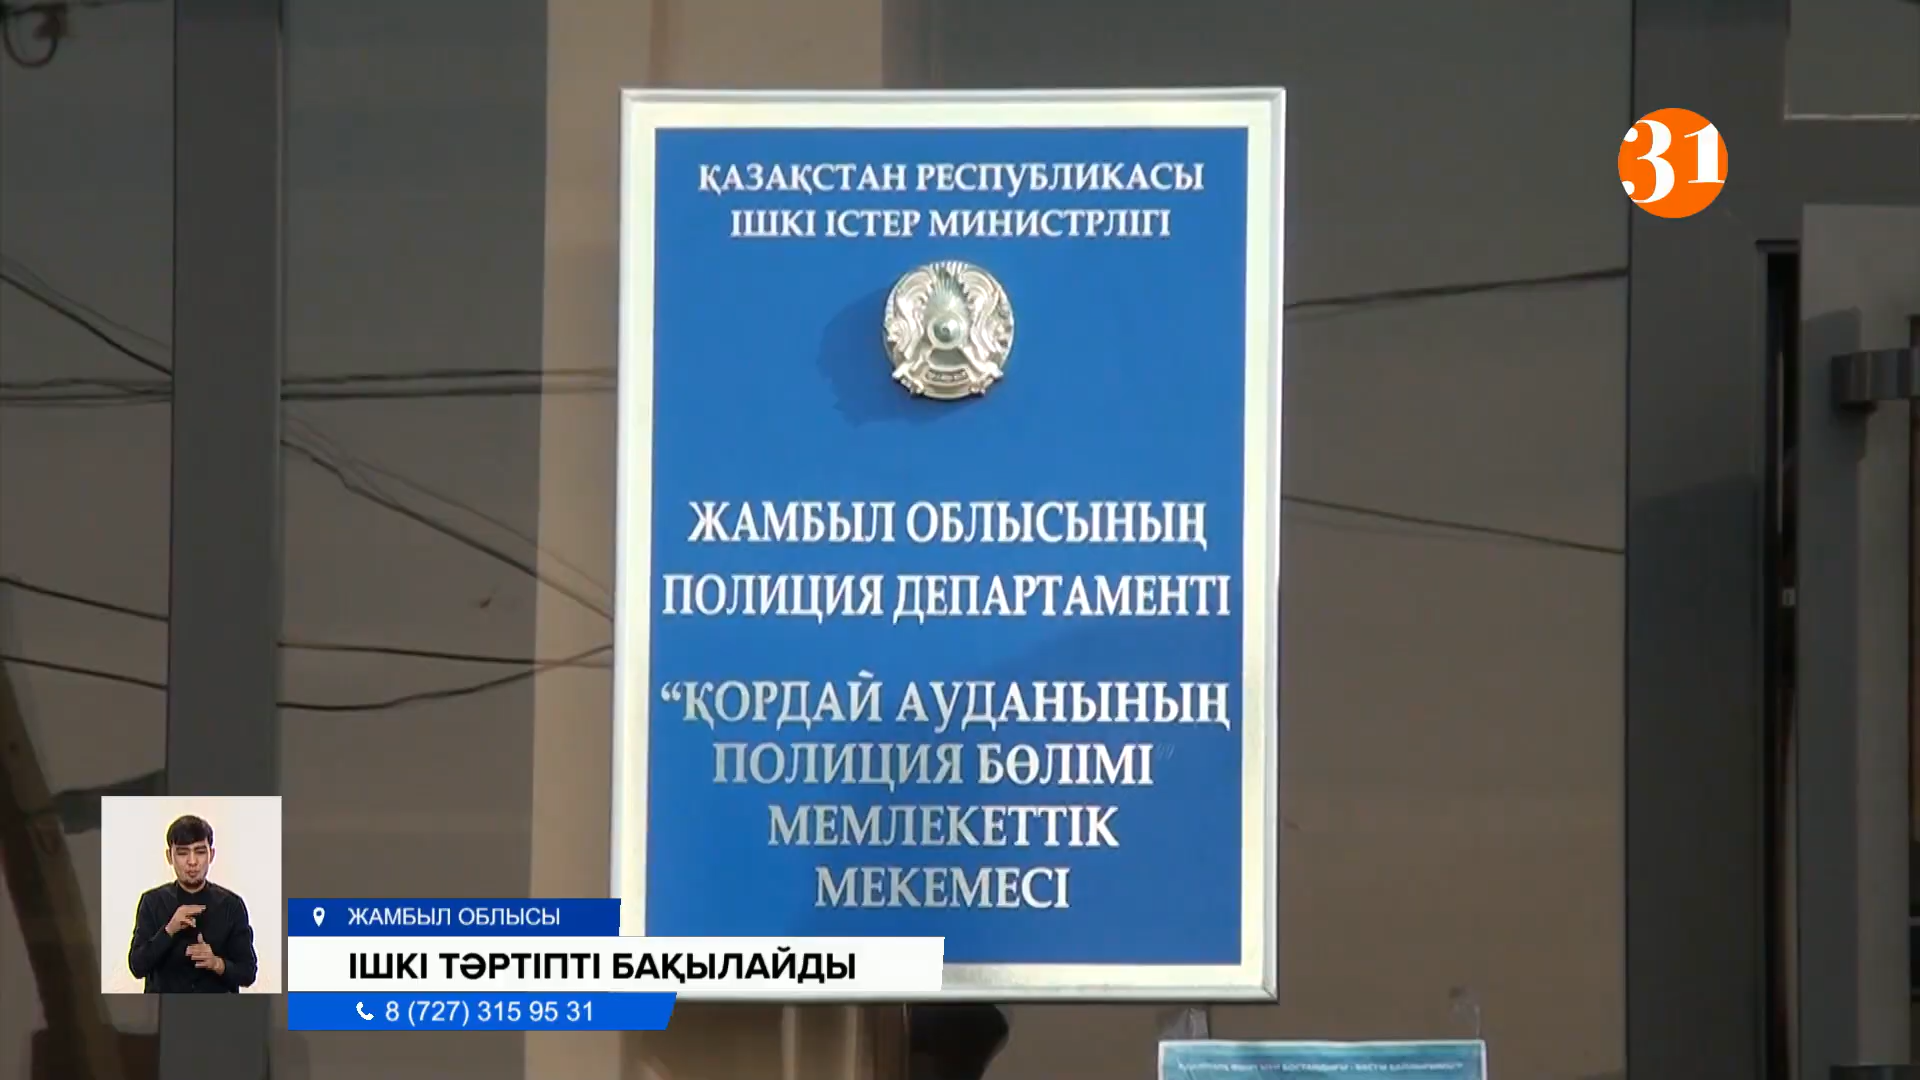 ҚАЗАҚСТАН РЕСПУБЛИКАСЫ
ІШКІ ІСТЕР МИНИСТРЛІГІ
31
ЖАМБЫЛ ОБЛЫСЫНЫҢ
ПОЛИЦИЯ ДЕПАРТАМЕНТІ
“ҚОРДАЙ АУДАНЫНЫҢ
ПОЛИЦИЯ БӨЛІМІ”
МЕМЛЕКЕТТІК
МЕКЕМЕСІ
ЖАМБЫЛ ОБЛЫСЫ
ІШКІ ТӘРТІПТІ БАҚЫЛАЙДЫ
8 (727) 315 95 31